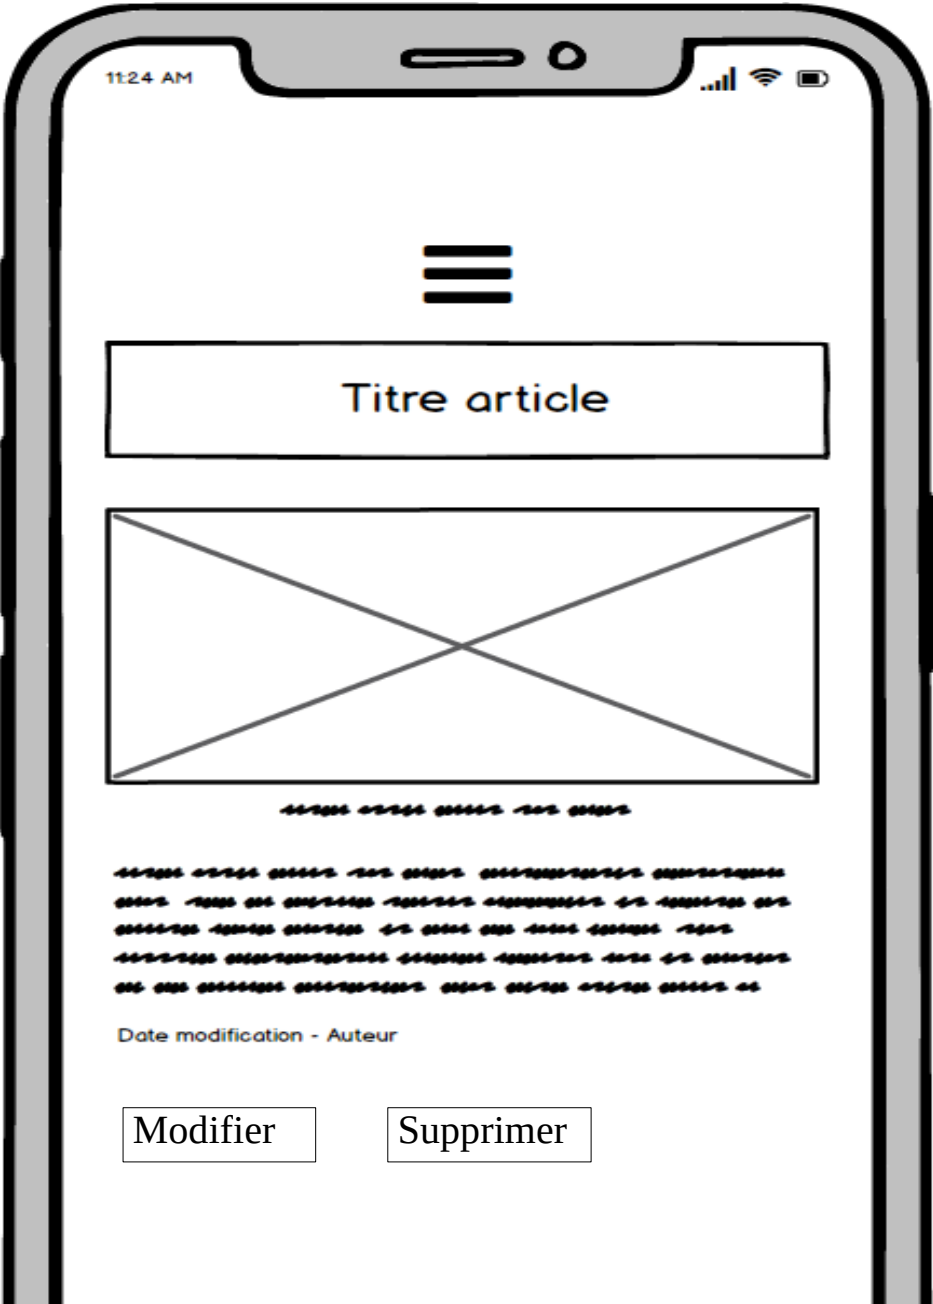 11:24 AM
Titre article
Date modification - Auteur
Modifier
Supprimer